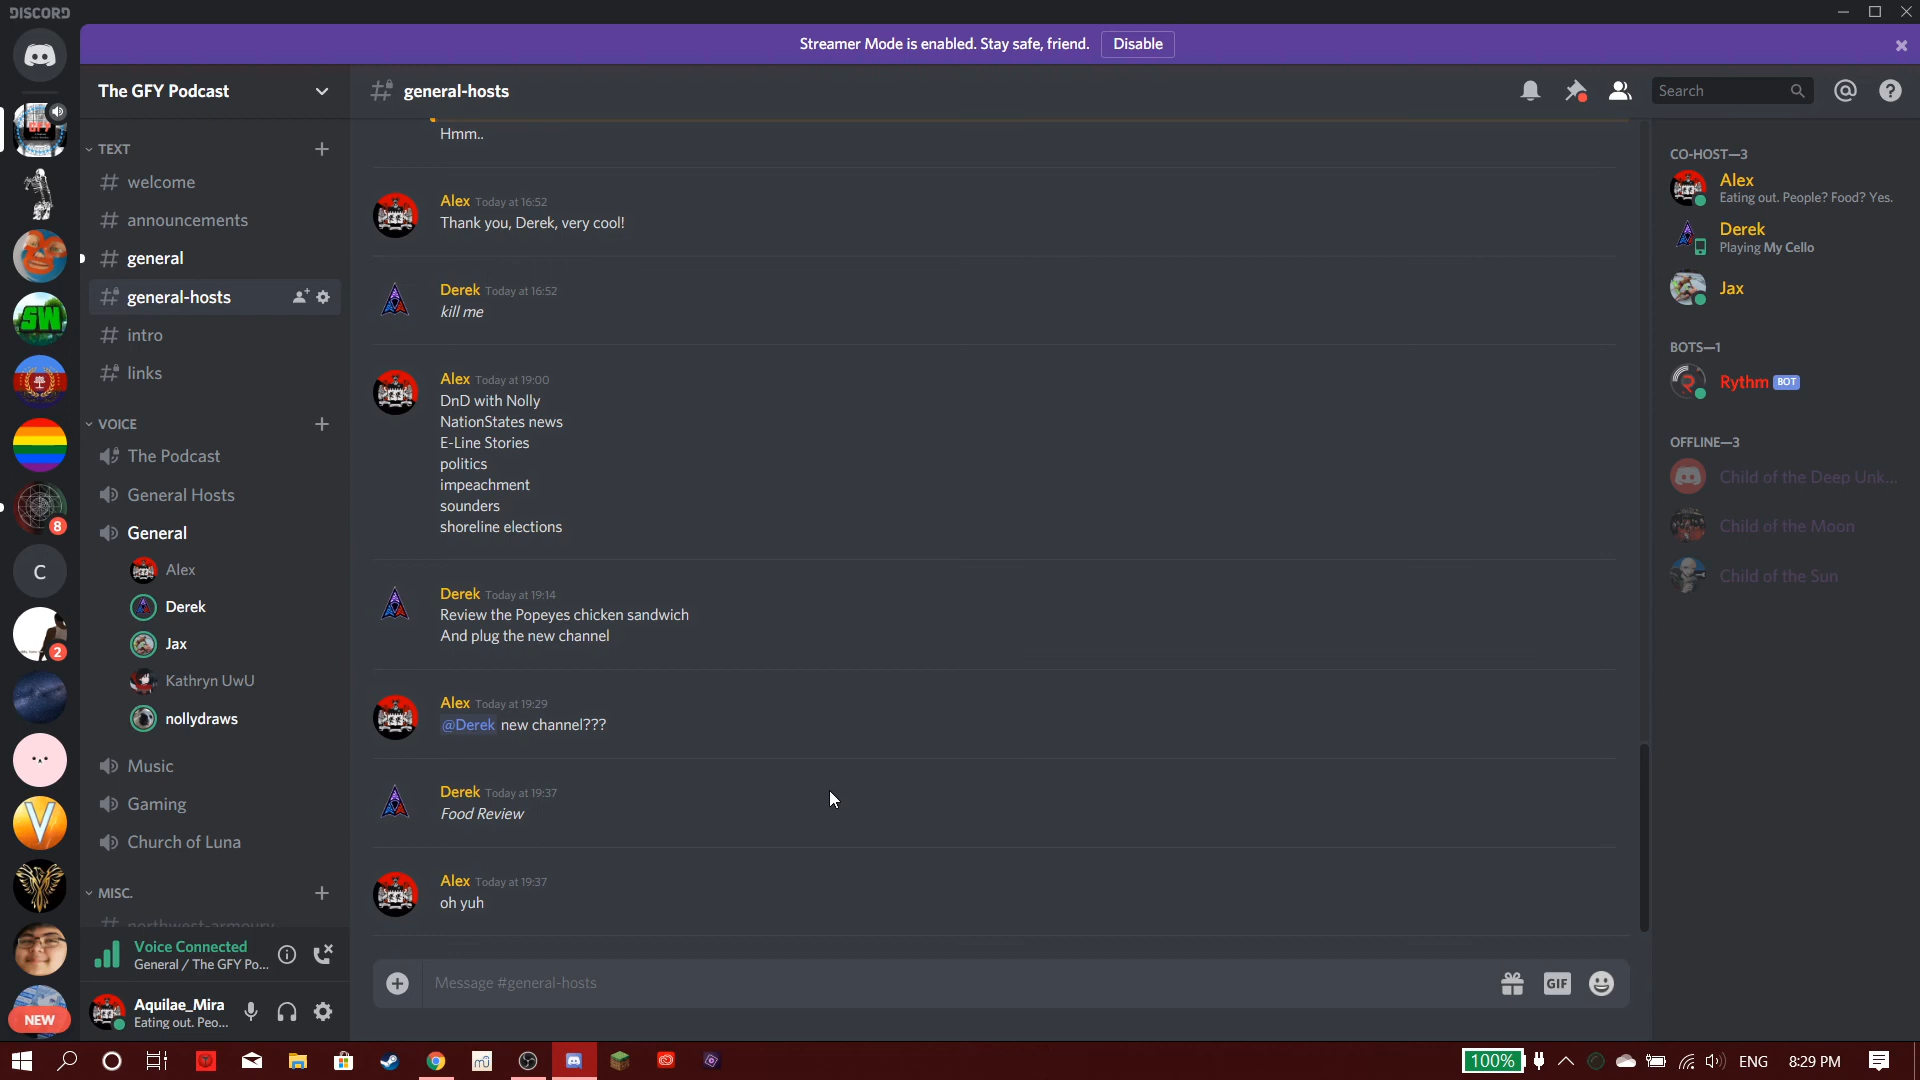 DISCORD
Streamer Mode is enabled. Stay safe, friend.
Disable
The GFY Podcast
general-hosts
Search
GFY
TEXT
welcome
announcements
general
general-hosts
intro
links
VOICE
The Podcast
General Hosts
General
Alex
Derek
Jax
Kathryn UwU
nollydraws
Music
Gaming
Church of Luna
MISC.
northwest-armoury
Voice Connected
General / The GFY Po...
Aquilae_Mira
Eating out. Peo...
SW
8
C
2
V
NEW
Hmm..
Alex Today at 16:52
Thank you, Derek, very cool!
Derek Today at 16:52
kill me
Alex Today at 19:00
DnD with Nolly
NationStates news
E-Line Stories
politics
impeachment
sounders
shoreline elections
Derek Today at 19:14
Review the Popeyes chicken sandwich
And plug the new channel
Alex Today at 19:29
@Derek new channel???
Derek Today at 19:37
Food Review
Alex Today at 19:37
oh yuh
Message #general-hosts
GIF
CO-HOST—3
Alex
Eating out. People? Food? Yes.
Derek
Playing My Cello
Jax
BOTS—1
Rythm BOT
OFFLINE—3
Child of the Deep Unk...
Child of the Moon
Child of the Sun
100%
ENG
8:29 PM